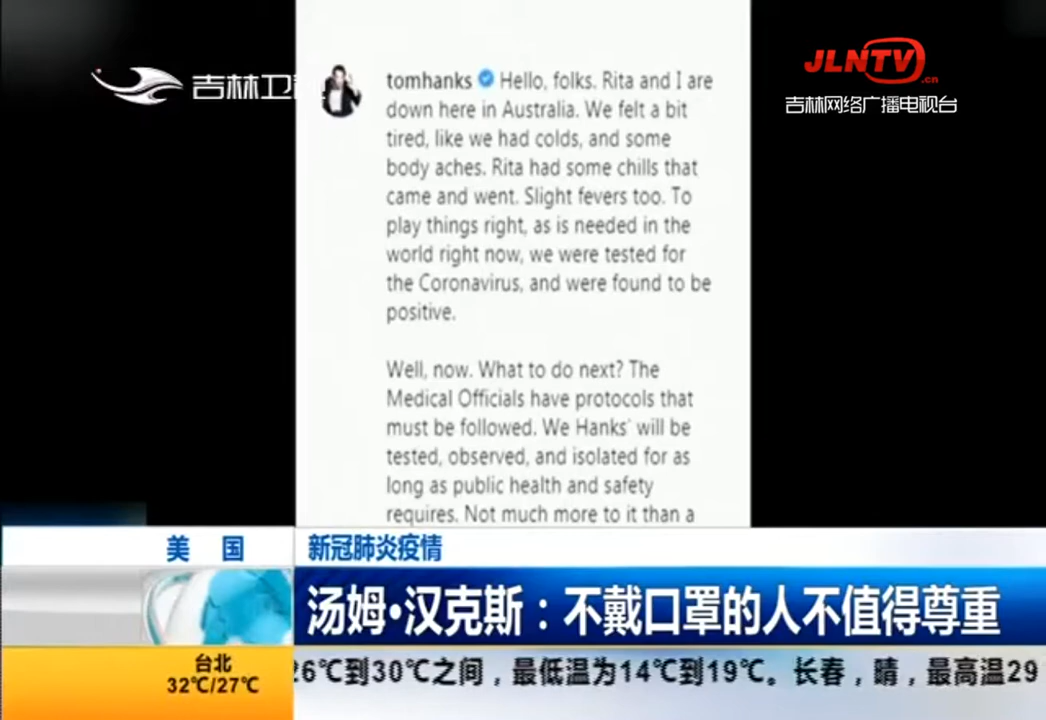 吉林卫
JLNTV.cn
吉林网络广播电视台
tomhanks Hello, folks. Rita and I are
down here in Australia. We felt a bit
tired, like we had colds, and some
body aches. Rita had some chills that
came and went. Slight fevers too. To
play things right, as is needed in the
world right now, we were tested for
the Coronavirus, and were found to be
positive.
Well, now. What to do next? The
Medical Officials have protocols that
must be followed. We Hanks' will be
tested, observed, and isolated for as
long as public health and safety
requires. Not much more to it than a
美 国
新冠肺炎疫情
汤姆·汉克斯：不戴口罩的人不值得尊重
台北
32℃/27℃
26℃到30℃之间，最低温为14℃到19℃。长春，晴，最高温29